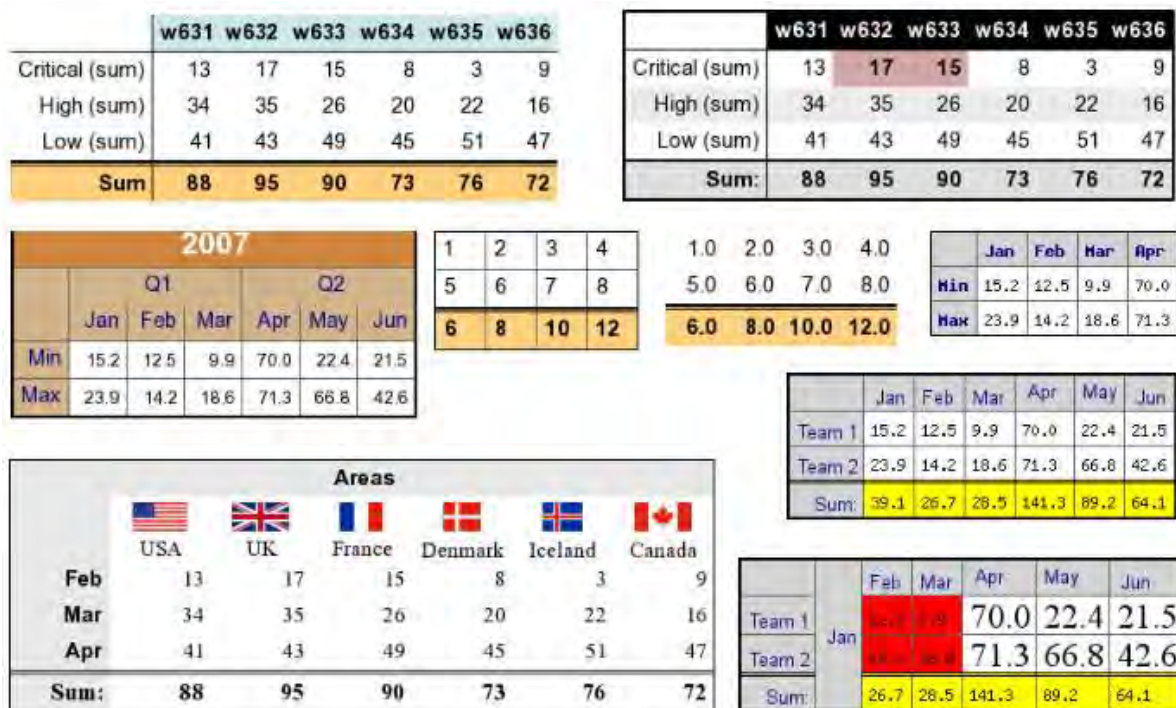 w631 w632 w633 w634 w635 w636
Critical (sum) 13 17 15 8 3 9
High (sum) 34 35 26 20 22 16
Low (sum) 41 43 49 45 51 47
Sum 88 95 90 73 76 72
w631 w632 w633 w634 w635 w636
Critical (sum) 13 17 15 8 3 9
High (sum) 34 35 26 20 22 16
Low (sum) 41 43 49 45 51 47
Sum: 88 95 90 73 76 72
2007
Q1 Q2
Jan Feb Mar Apr May Jun
Min 15.2 12.5 9.9 70.0 22.4 21.5
Max 23.9 14.2 18.6 71.3 66.8 42.6
1 2 3 4
5 6 7 8
6 8 10 12
1.0 2.0 3.0 4.0
5.0 6.0 7.0 8.0
6.0 8.0 10.0 12.0
Jan Feb Mar Apr
Min 15.2 12.5 9.9 70.0
Max 23.9 14.2 18.6 71.3
Jan Feb Mar Apr May Jun
Team 1 15.2 12.5 9.9 70.0 22.4 21.5
Team 2 23.9 14.2 18.6 71.3 66.8 42.6
Sum: 39.1 26.7 28.5 141.3 89.2 64.1
Areas
USA UK France Denmark Iceland Canada
Feb 13 17 15 8 3 9
Mar 34 35 26 20 22 16
Apr 41 43 49 45 51 47
Sum: 88 95 90 73 76 72
Jan Feb Mar Apr May Jun
Team 1 70.0 22.4 21.5
Team 2 71.3 66.8 42.6
Sum: 26.7 28.5 141.3 89.2 64.1